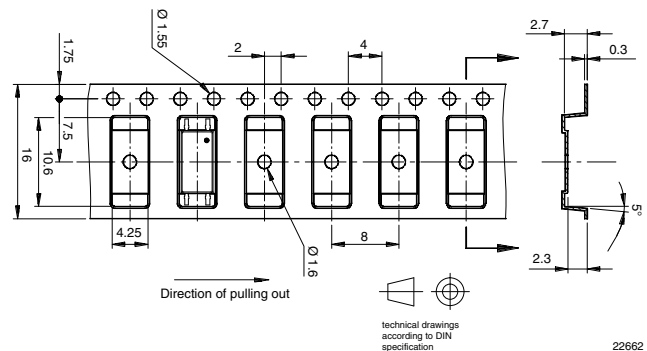 Ø 1.55
1.75
7.5
16
10.6
4.25
2
4
2.7
0.3
Ø 1.6
8
5°
2.3
Direction of pulling out
technical drawings
according to DIN
specification
22662